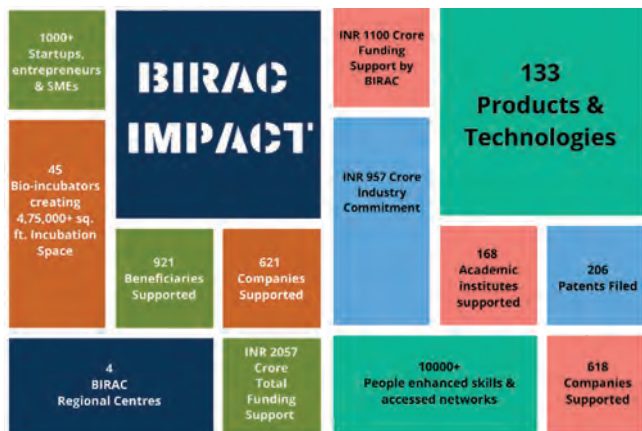 1000+
Startups,
entrepreneurs
& SMEs
BIRAC
IMPACT
INR 1100 Crore
Funding
Support by
BIRAC
133
Products &
Technologies
45
Bio-incubators
creating
4,75,000+ sq.
ft. Incubation
Space
INR 957 Crore
Industry
Commitment
921
Beneficiaries
Supported
621
Companies
Supported
168
Academic
institutes
supported
206
Patents Filed
4
BIRAC
Regional Centres
INR 2057
Crore
Total
Funding
Support
10000+
People enhanced skills &
accessed networks
618
Companies
Supported